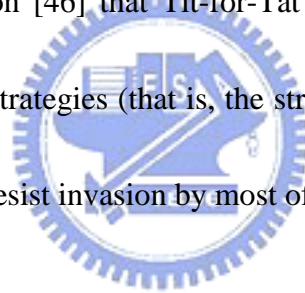 on [46] that Tit-for-Tat
trategies (that is, the str
esist invasion by most of